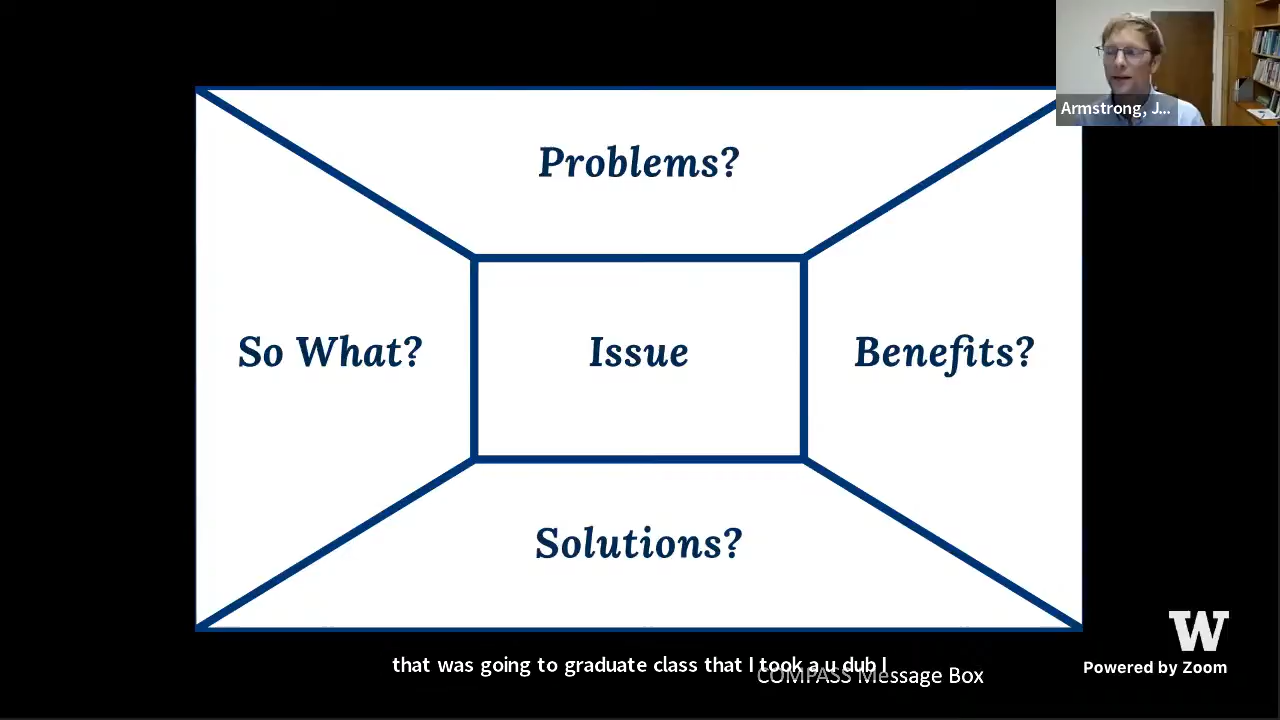 Armstrong, J...
Problems?
So What?
Issue
Benefits?
Solutions?
W
that was going to graduate class that I took a u dub I
COMPASS Message Box
Powered by Zoom